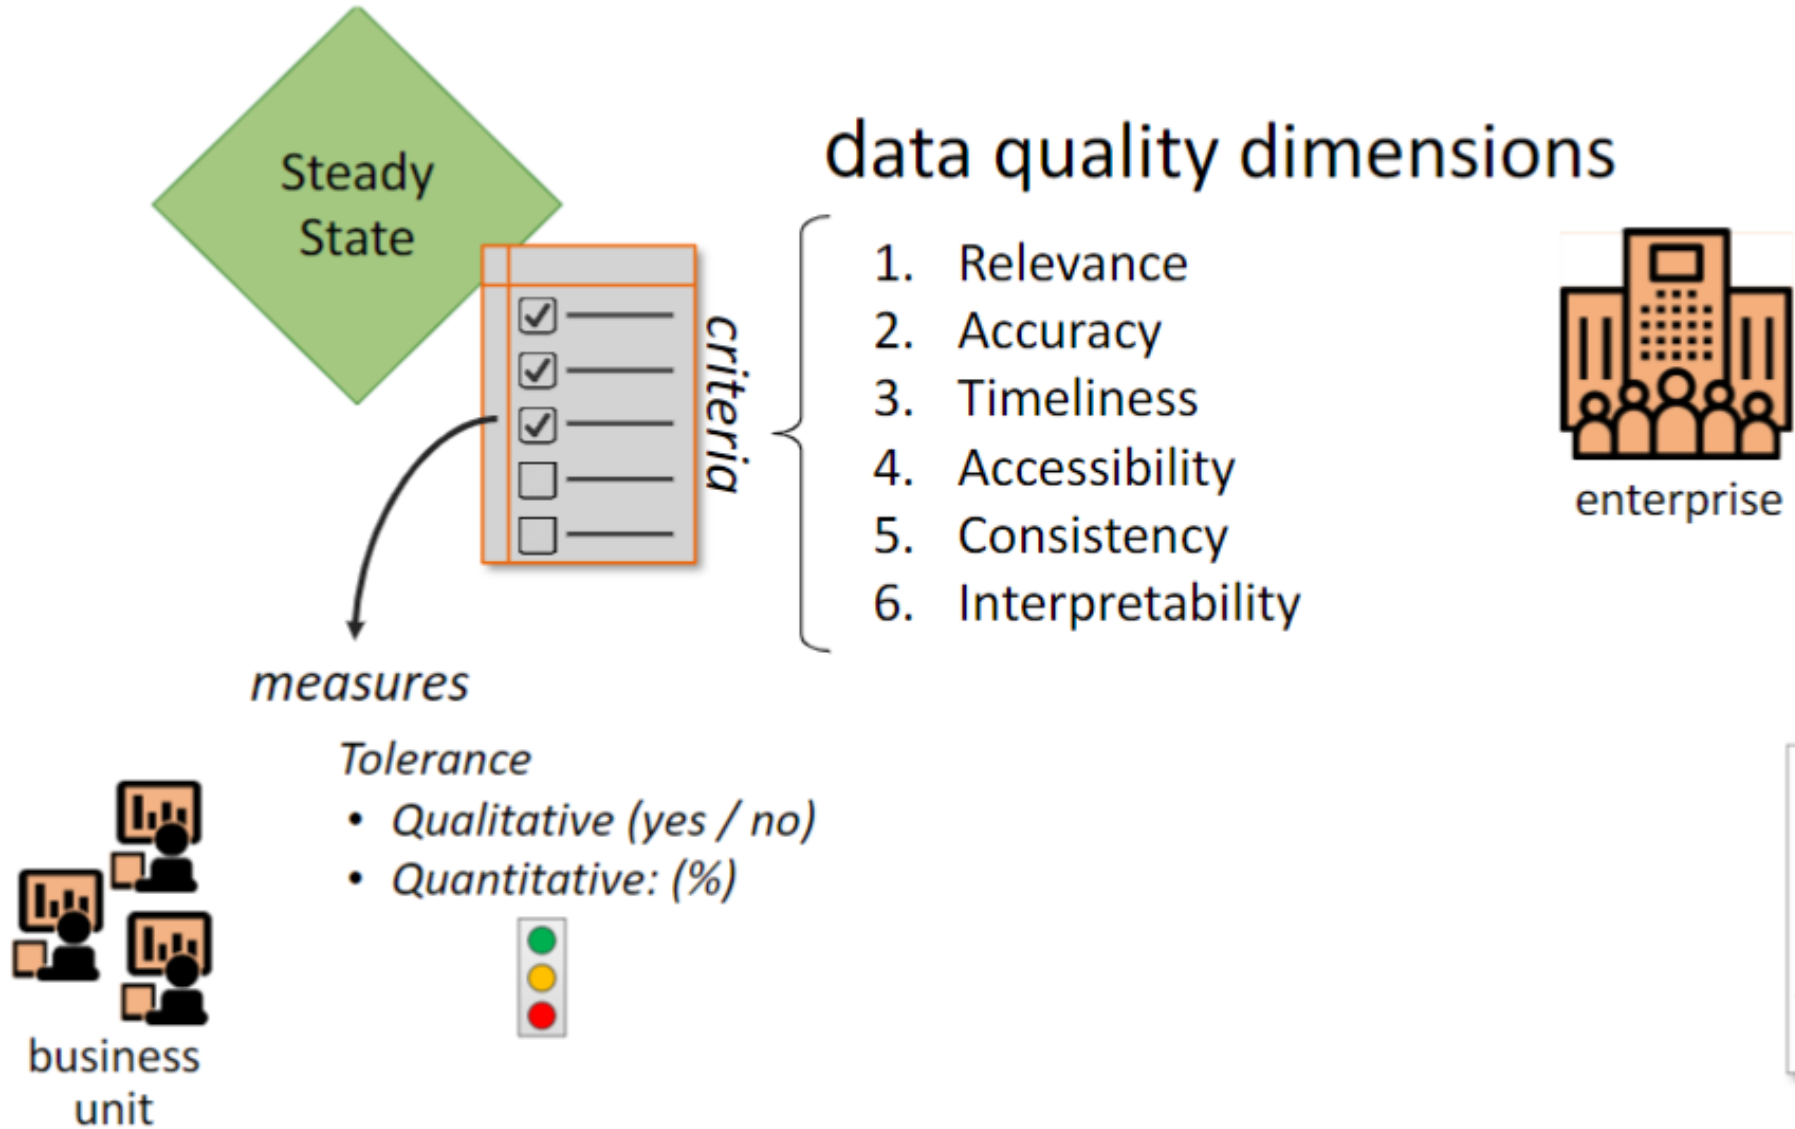 Steady
State
data quality dimensions
criteria
1. Relevance
2. Accuracy
3. Timeliness
4. Accessibility
5. Consistency
6. Interpretability
enterprise
measures
Tolerance
• Qualitative (yes / no)
• Quantitative: (%)
business
unit